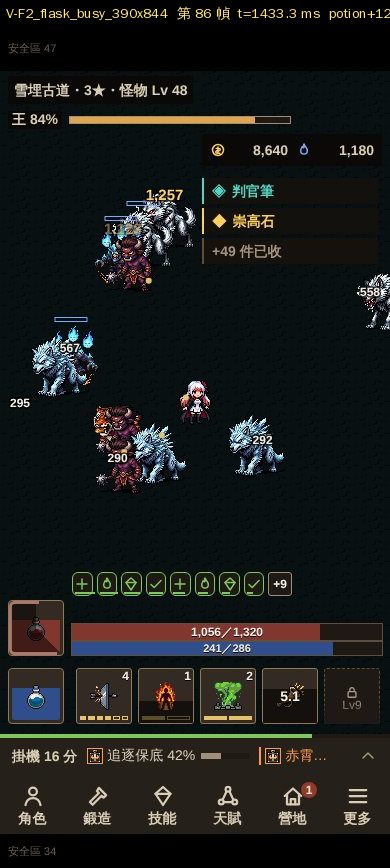 V-F2_flask_busy_390x844 第 86 幀 t=1433.3 ms potion+12
安全區 47
雪埋古道・3★・怪物 Lv 48
王 84%
8,640 1,180
判官筆
崇高石
+49 件已收
1,257
558
567
295
292
290
+9
1,056／1,320
241／286
4
1
2
5.1
Lv9
掛機 16 分 追逐保底 42% 赤霄…
1
角色 鍛造 技能 天賦 營地 更多
安全區 34